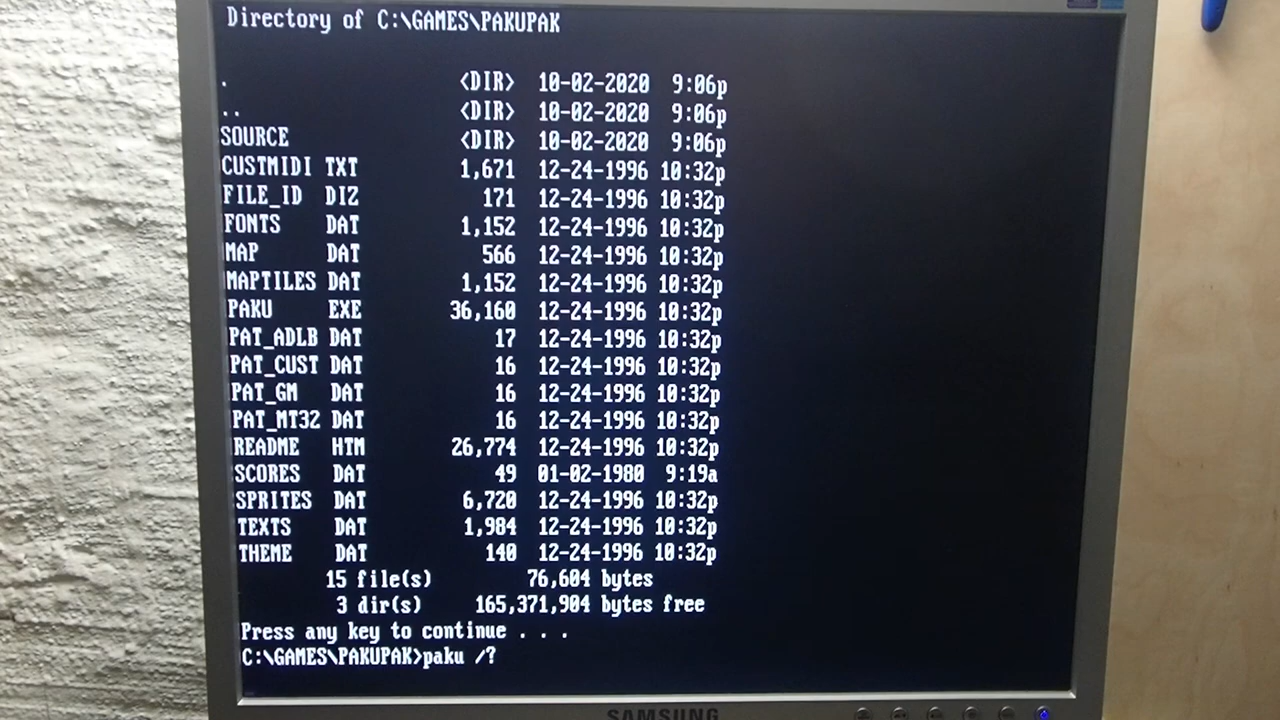 Directory of C:\GAMES\PAKUPAK
. <DIR> 10-02-2020 9:06p
.. <DIR> 10-02-2020 9:06p
SOURCE <DIR> 10-02-2020 9:06p
CUSTMIDI TXT 1,671 12-24-1996 10:32p
FILE_ID DIZ 171 12-24-1996 10:32p
FONTS DAT 1,152 12-24-1996 10:32p
MAP DAT 566 12-24-1996 10:32p
MAPTILES DAT 1,152 12-24-1996 10:32p
PAKU EXE 36,160 12-24-1996 10:32p
PAT_ADLB DAT 17 12-24-1996 10:32p
PAT_CUST DAT 16 12-24-1996 10:32p
PAT_GM DAT 16 12-24-1996 10:32p
PAT_MT32 DAT 16 12-24-1996 10:32p
README HTM 26,774 12-24-1996 10:32p
SCORES DAT 49 01-02-1980 9:19a
SPRITES DAT 6,720 12-24-1996 10:32p
TEXTS DAT 1,984 12-24-1996 10:32p
THEME DAT 140 12-24-1996 10:32p
15 file(s) 76,604 bytes
3 dir(s) 165,371,904 bytes free
Press any key to continue . . .
C:\GAMES\PAKUPAK>paku /?
SAMSUNG